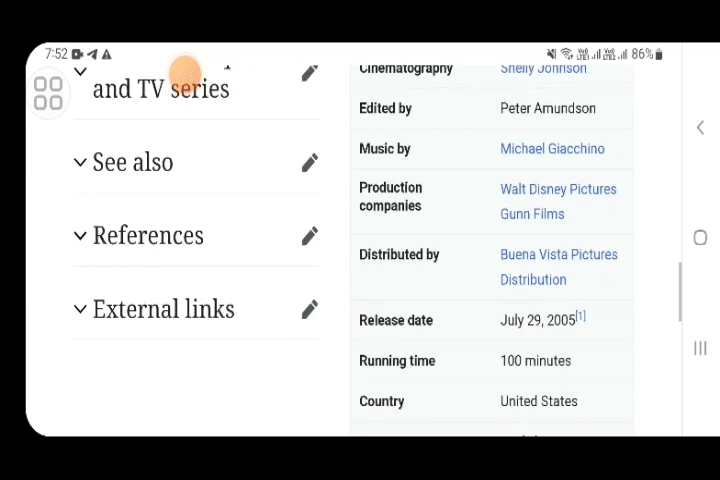 7:52
86%
and TV series
See also
References
External links
Cinematography Shelly Johnson
Edited by Peter Amundson
Music by Michael Giacchino
Production companies Walt Disney Pictures
Gunn Films
Distributed by Buena Vista Pictures
Distribution
Release date July 29, 2005[1]
Running time 100 minutes
Country United States